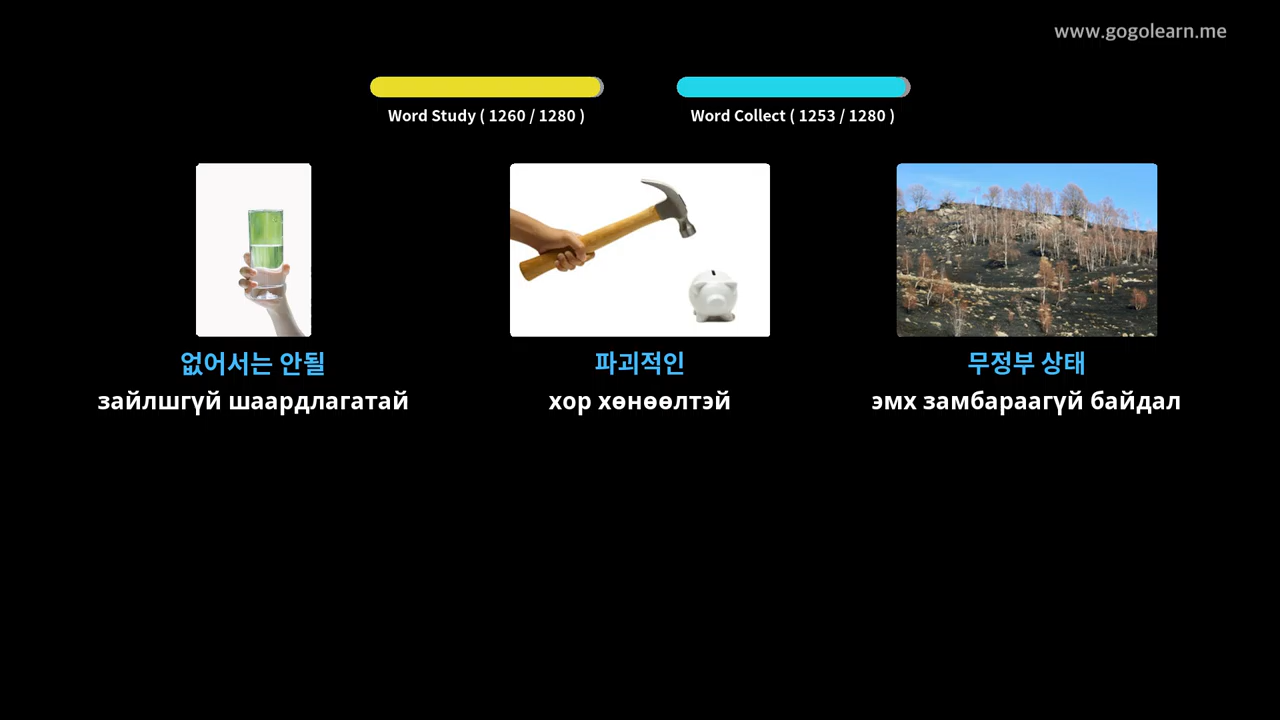 www.gogolearn.me
Word Study ( 1260 / 1280 )
Word Collect ( 1253 / 1280 )
없어서는 안될
파괴적인
무정부 상태
зайлшгүй шаардлагатай
хор хөнөөлтэй
эмх замбараагүй байдал